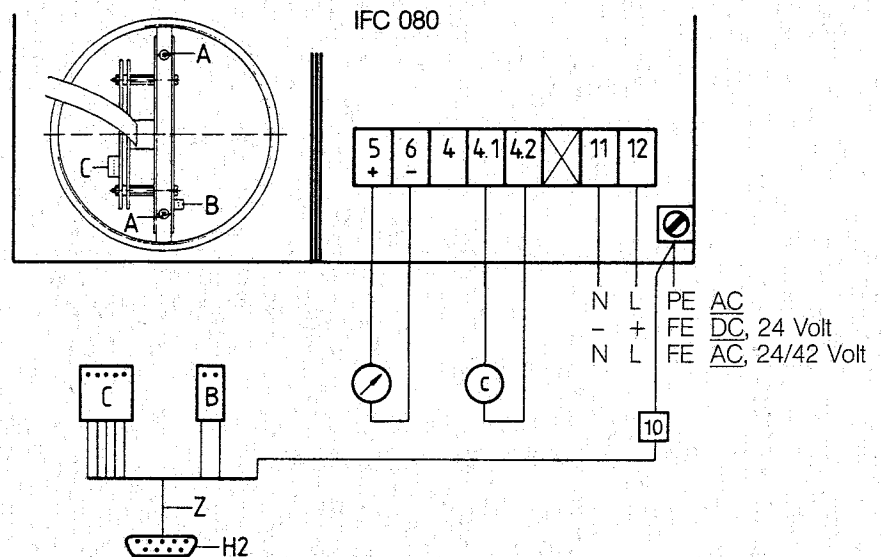 IFC 080
A
C
B
A
5 6 4 4.1 4.2 11 12
+ -
N L PE AC
- + FE DC, 24 Volt
N L FE AC, 24/42 Volt
C B
C
10
Z
H2